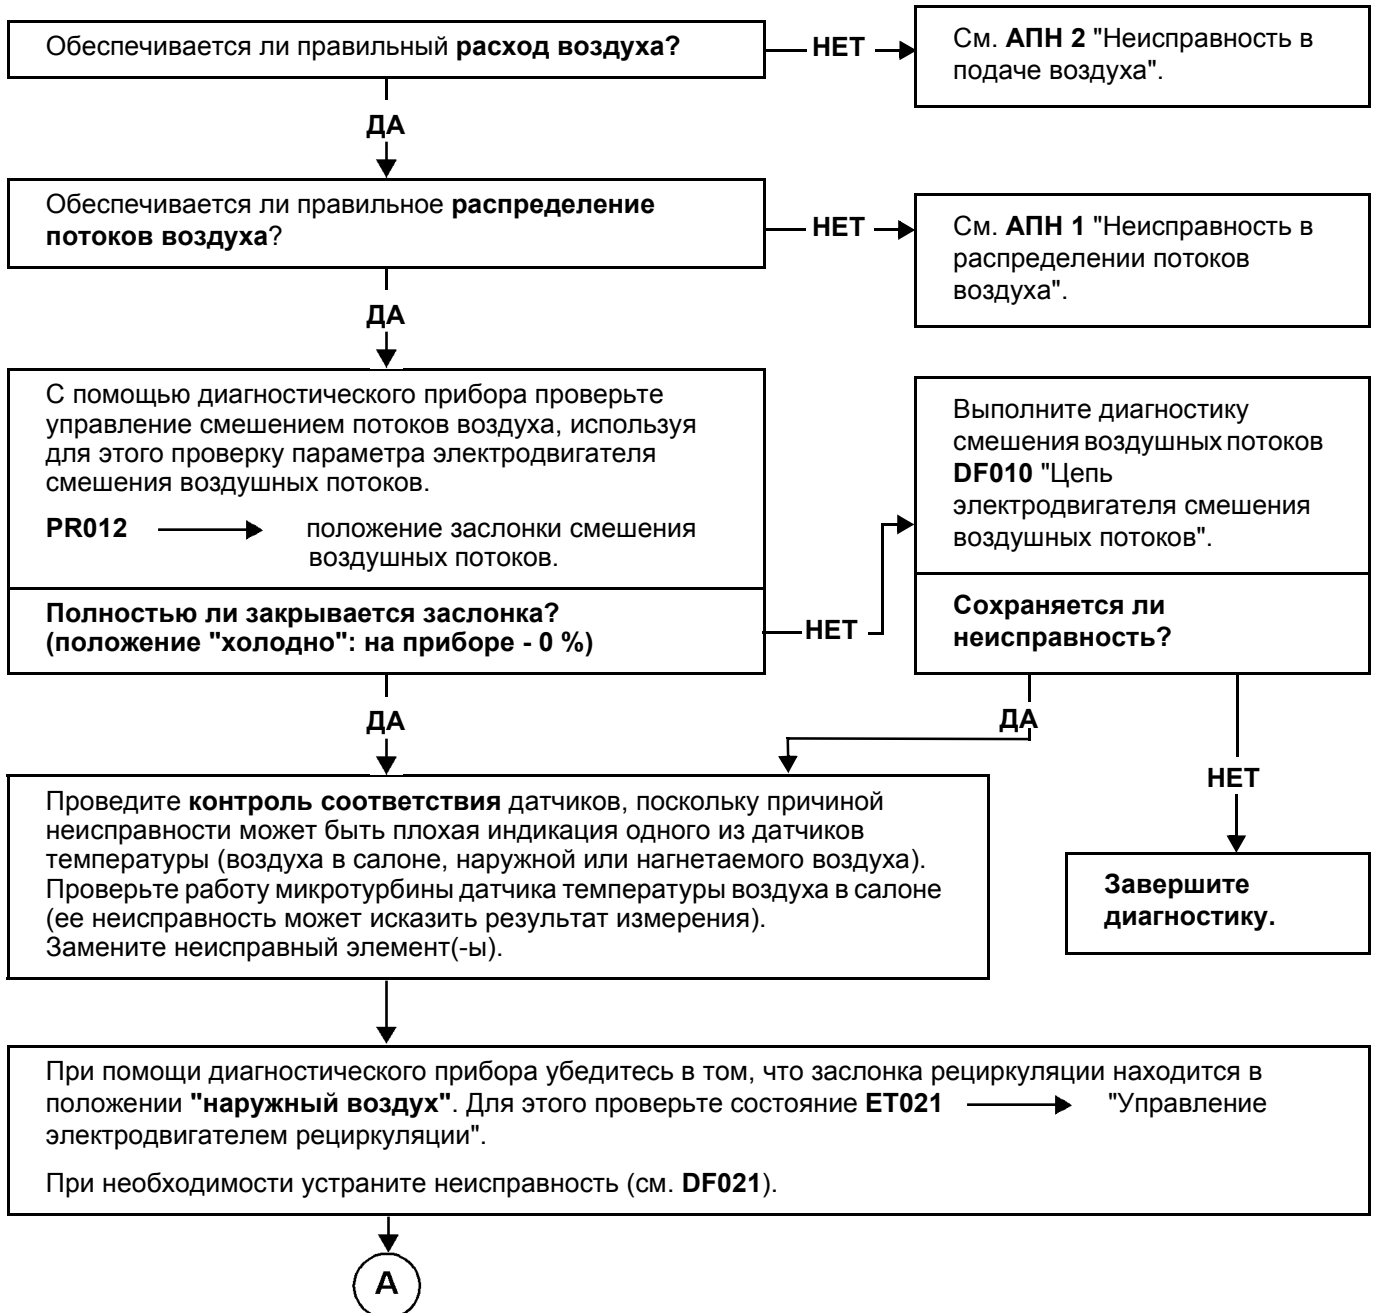 Обеспечивается ли правильный расход воздуха?
НЕТ
См. АПН 2 "Неисправность в
подаче воздуха".
ДА
Обеспечивается ли правильное распределение
потоков воздуха?
НЕТ
См. АПН 1 "Неисправность в
распределении потоков
воздуха".
ДА
С помощью диагностического прибора проверьте
управление смешением потоков воздуха, используя
для этого проверку параметра электродвигателя
смешения воздушных потоков.
PR012 положение заслонки смешения
воздушных потоков.
Полностью ли закрывается заслонка?
(положение "холодно": на приборе - 0 %)
НЕТ
Выполните диагностику
смешения воздушных потоков
DF010 "Цепь
электродвигателя смешения
воздушных потоков".
Сохраняется ли
неисправность?
ДА
ДА
НЕТ
Проведите контроль соответствия датчиков, поскольку причиной
неисправности может быть плохая индикация одного из датчиков
температуры (воздуха в салоне, наружной или нагнетаемого воздуха).
Проверьте работу микротурбины датчика температуры воздуха в салоне
(ее неисправность может исказить результат измерения).
Замените неисправный элемент(-ы).
Завершите
диагностику.
При помощи диагностического прибора убедитесь в том, что заслонка рециркуляции находится в
положении "наружный воздух". Для этого проверьте состояние ET021 "Управление
электродвигателем рециркуляции".
При необходимости устраните неисправность (см. DF021).
А